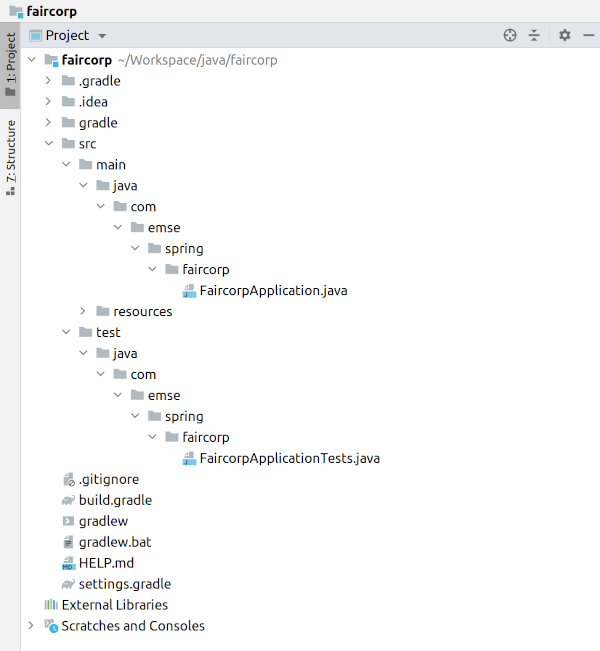 faircorp
1: Project
Project
faircorp ~/Workspace/java/faircorp
.gradle
.idea
gradle
src
main
java
com
emse
spring
faircorp
FaircorpApplication.java
resources
test
java
com
emse
spring
faircorp
FaircorpApplicationTests.java
.gitignore
build.gradle
gradlew
gradlew.bat
HELP.md
settings.gradle
External Libraries
Scratches and Consoles
Z: Structure